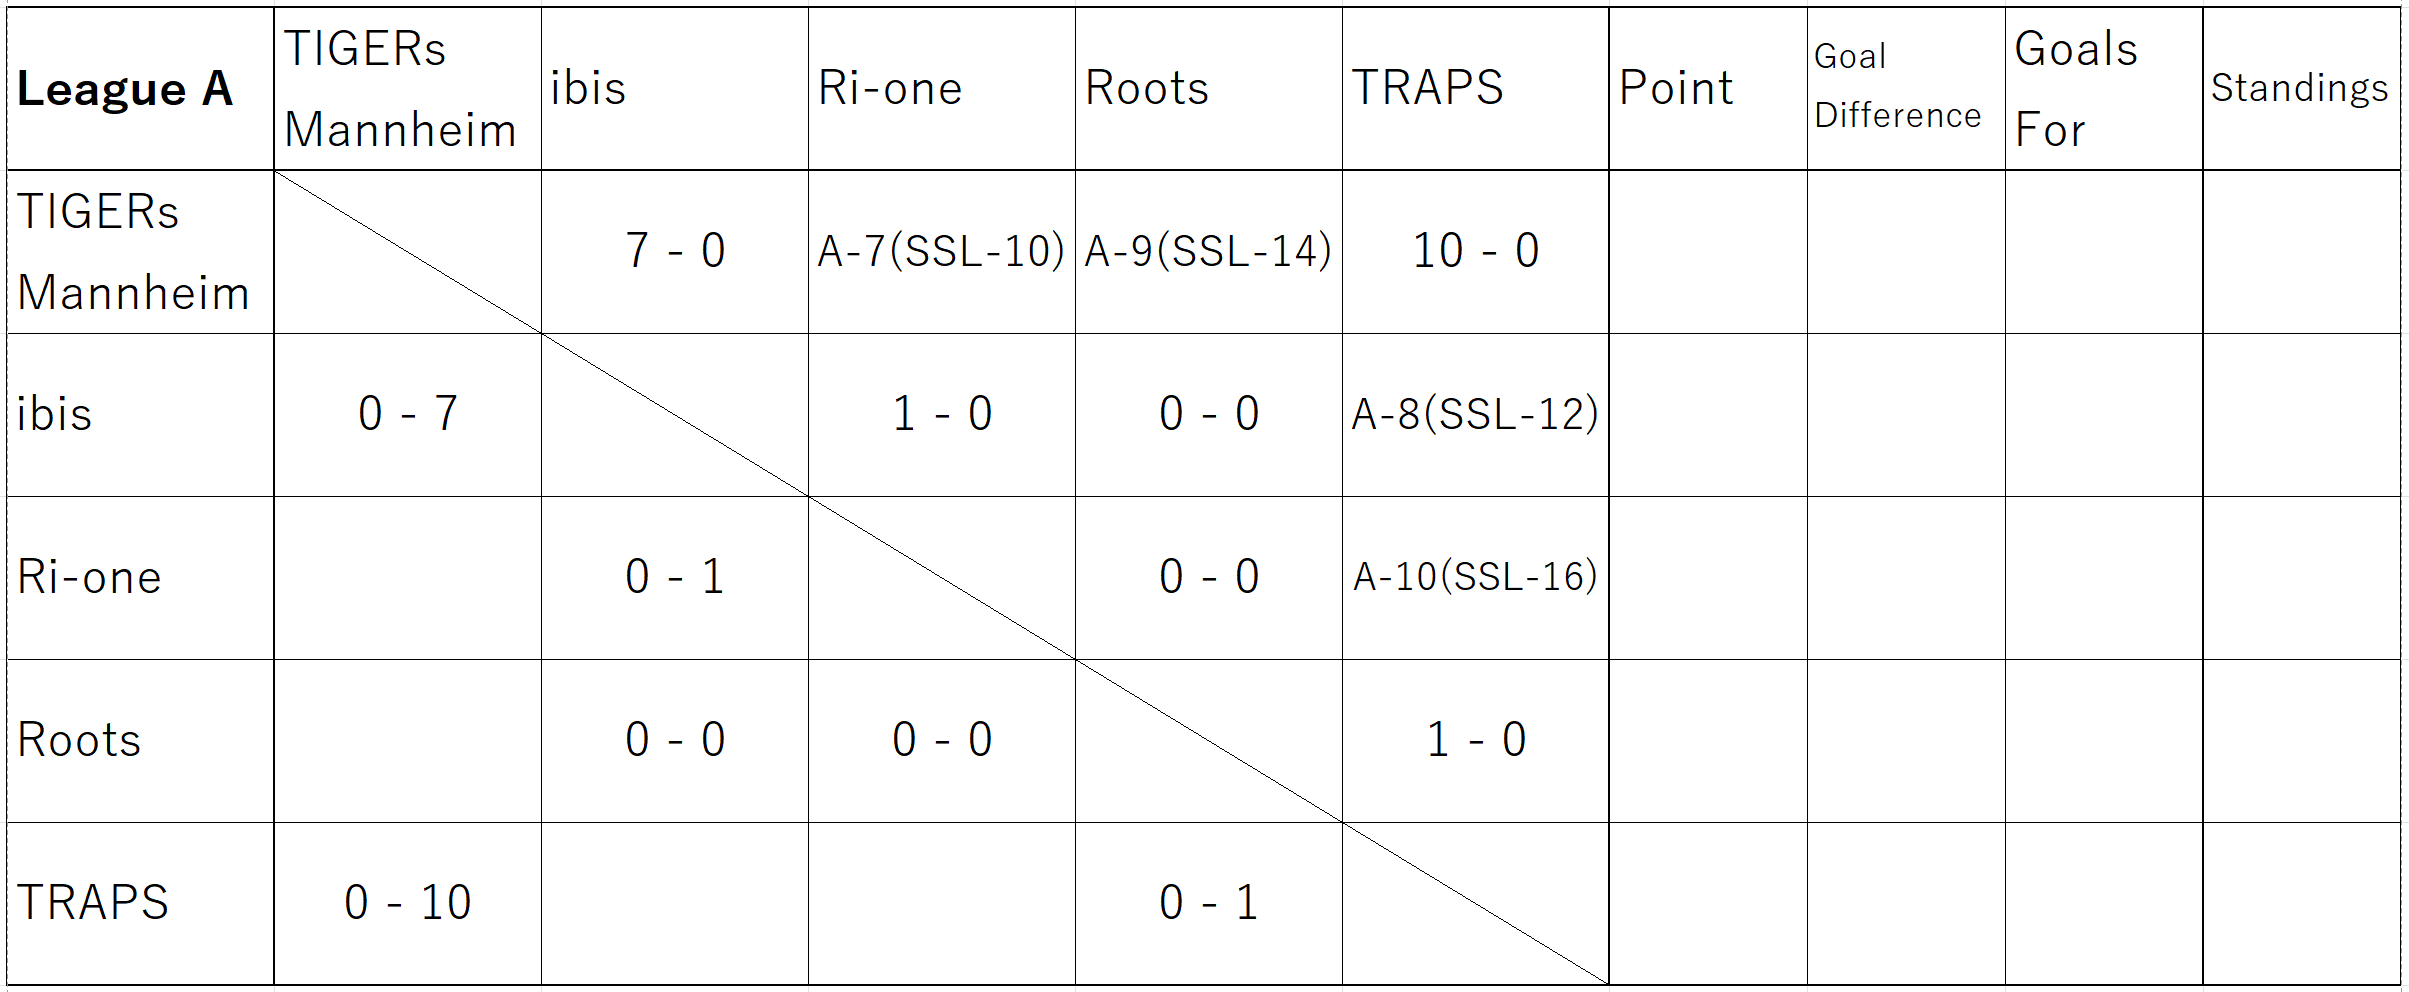 League A
TIGERs
Mannheim
ibis
Ri-one
Roots
TRAPS
Point
Goal
Difference
Goals
For
Standings
TIGERs
Mannheim
7 - 0
A-7(SSL-10)
A-9(SSL-14)
10 - 0
ibis
0 - 7
1 - 0
0 - 0
A-8(SSL-12)
Ri-one
0 - 1
0 - 0
A-10(SSL-16)
Roots
0 - 0
0 - 0
1 - 0
TRAPS
0 - 10
0 - 1